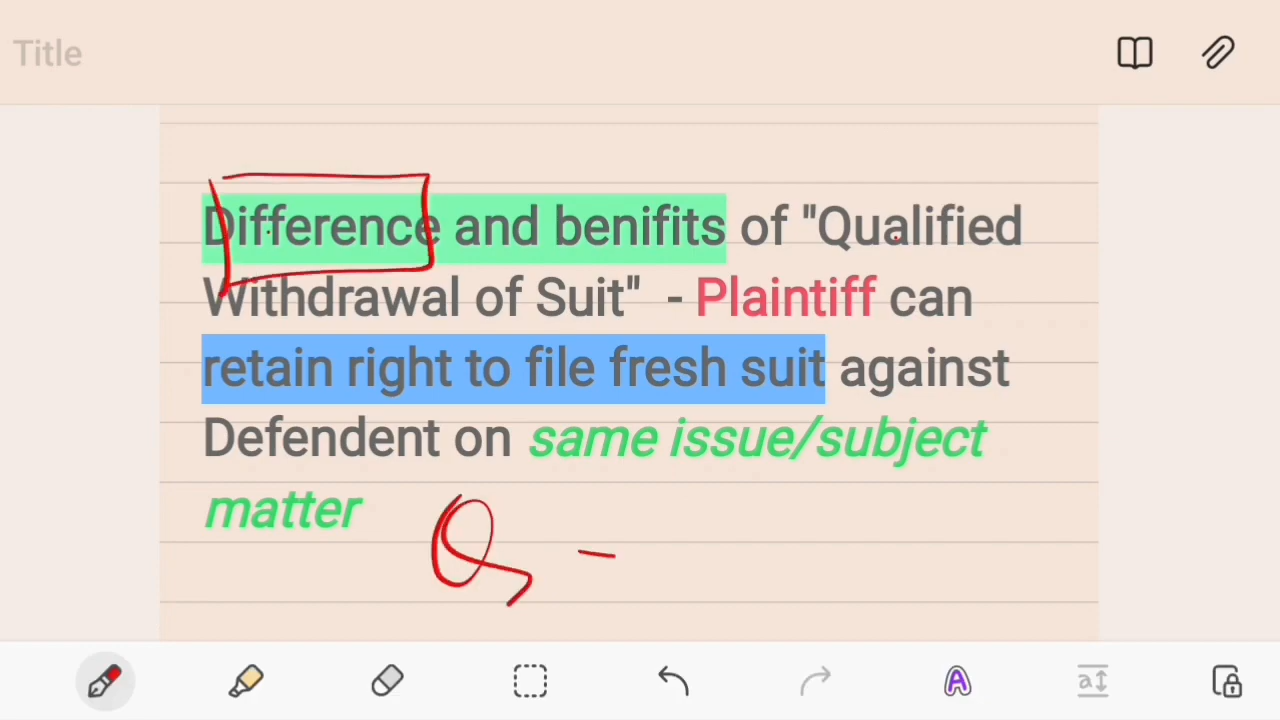 Title
Difference and benifits of "Qualified
Withdrawal of Suit" - Plaintiff can
retain right to file fresh suit against
Defendent on same issue/subject
matter
Q -